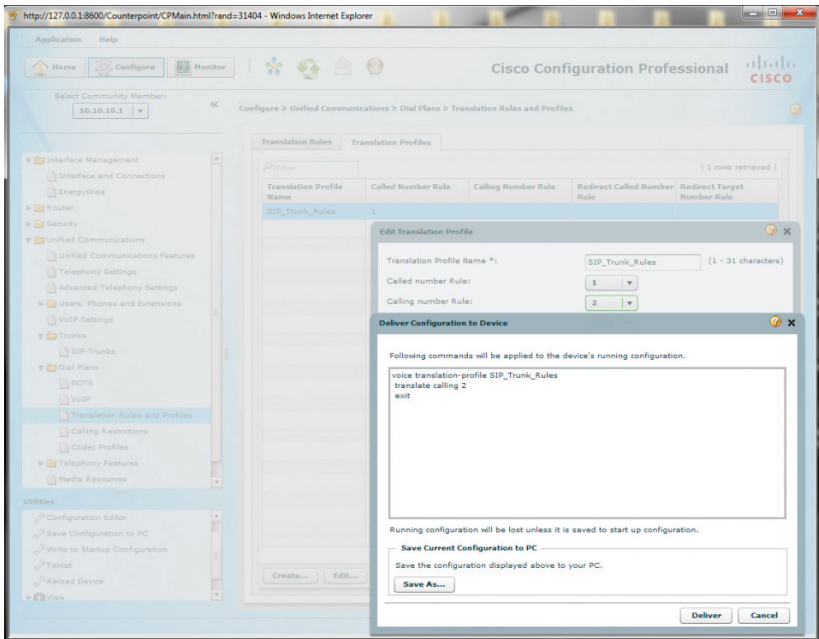 http://127.0.0.1:8600/Counterpoint/CPMain.html?rand=31404 - Windows Internet Explorer
Application Help
Home Configure Monitor
Cisco Configuration Professional
CISCO
Select Community Member:
10.10.10.1
Configure > Unified Communications > Dial Plans > Translation Rules and Profiles
Interface Management
Interface and Connections
EnergyWise
Router
Security
Unified Communications
Unified Communications Features
Telephony Settings
Advanced Telephony Settings
Users, Phones and Extensions
VoIP Settings
Trunks
SIP Trunks
Dial Plans
POTS
VoIP
Translation Rules and Profiles
Calling Restrictions
Codec Profiles
Telephony Features
Media Resources
Utilities
Configuration Editor
Save Configuration to PC
Write to Startup Configuration
Telnet
Reload Device
View
Translation Rules Translation Profiles
Filter
| 1 rows retrieved |
Translation Profile Name
Called Number Rule
Calling Number Rule
Redirect Called Number Rule
Redirect Target Number Rule
SIP_Trunk_Rules 1
Create... Edit...
Edit Translation Profile
Translation Profile Name *: SIP_Trunk_Rules (1 - 31 characters)
Called number Rule: 1
Calling number Rule: 2
Deliver Configuration to Device
Following commands will be applied to the device's running configuration.
voice translation-profile SIP_Trunk_Rules
translate calling 2
exit
Running configuration will be lost unless it is saved to start up configuration.
Save Current Configuration to PC
Save the configuration displayed above to your PC.
Save As...
Deliver Cancel